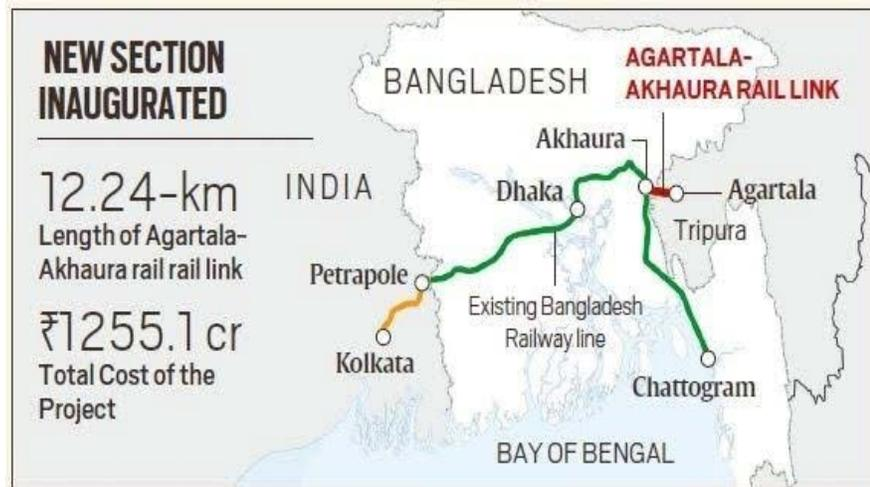 NEW SECTION
INAUGURATED
12.24-km
Length of Agartala-
Akhaura rail rail link
₹1255.1 cr
Total Cost of the
Project
BANGLADESH
AGARTALA-
AKHAURA RAIL LINK
Akhaura
INDIA
Dhaka
Agartala
Tripura
Petrapole
Existing Bangladesh
Railway line
Kolkata
Chattogram
BAY OF BENGAL